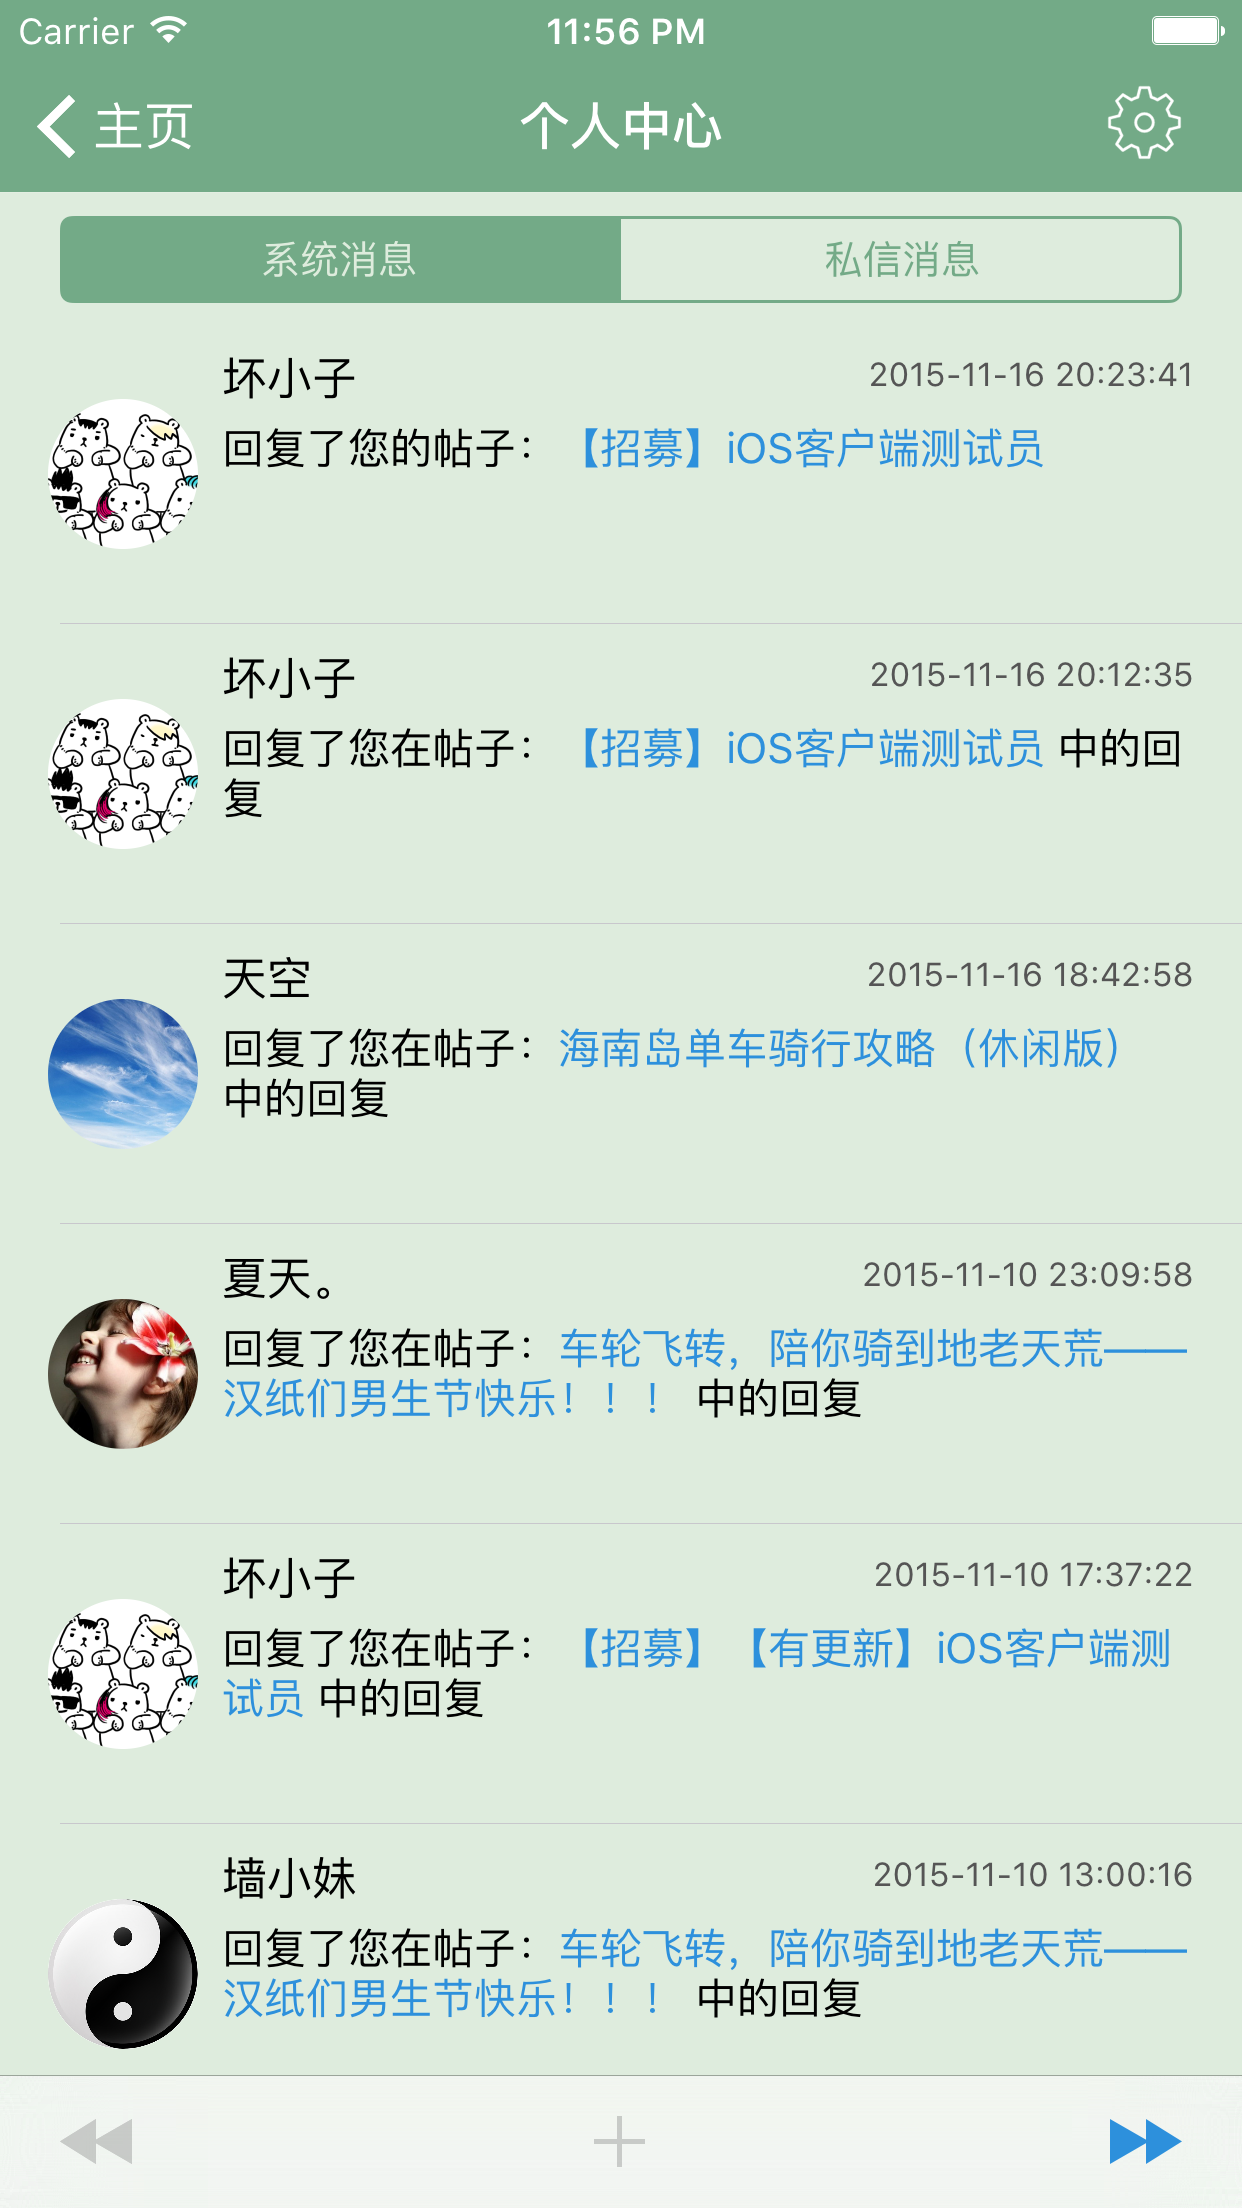 Carrier 11:56 PM
主页 个人中心
系统消息 私信消息
坏小子 2015-11-16 20:23:41
回复了您的帖子：【招募】iOS客户端测试员
坏小子 2015-11-16 20:12:35
回复了您在帖子：【招募】iOS客户端测试员 中的回
复
天空 2015-11-16 18:42:58
回复了您在帖子：海南岛单车骑行攻略（休闲版）
中的回复
夏天。 2015-11-10 23:09:58
回复了您在帖子：车轮飞转，陪你骑到地老天荒——
汉纸们男生节快乐！！！ 中的回复
坏小子 2015-11-10 17:37:22
回复了您在帖子：【招募】【有更新】iOS客户端测
试员 中的回复
墙小妹 2015-11-10 13:00:16
回复了您在帖子：车轮飞转，陪你骑到地老天荒——
汉纸们男生节快乐！！！ 中的回复